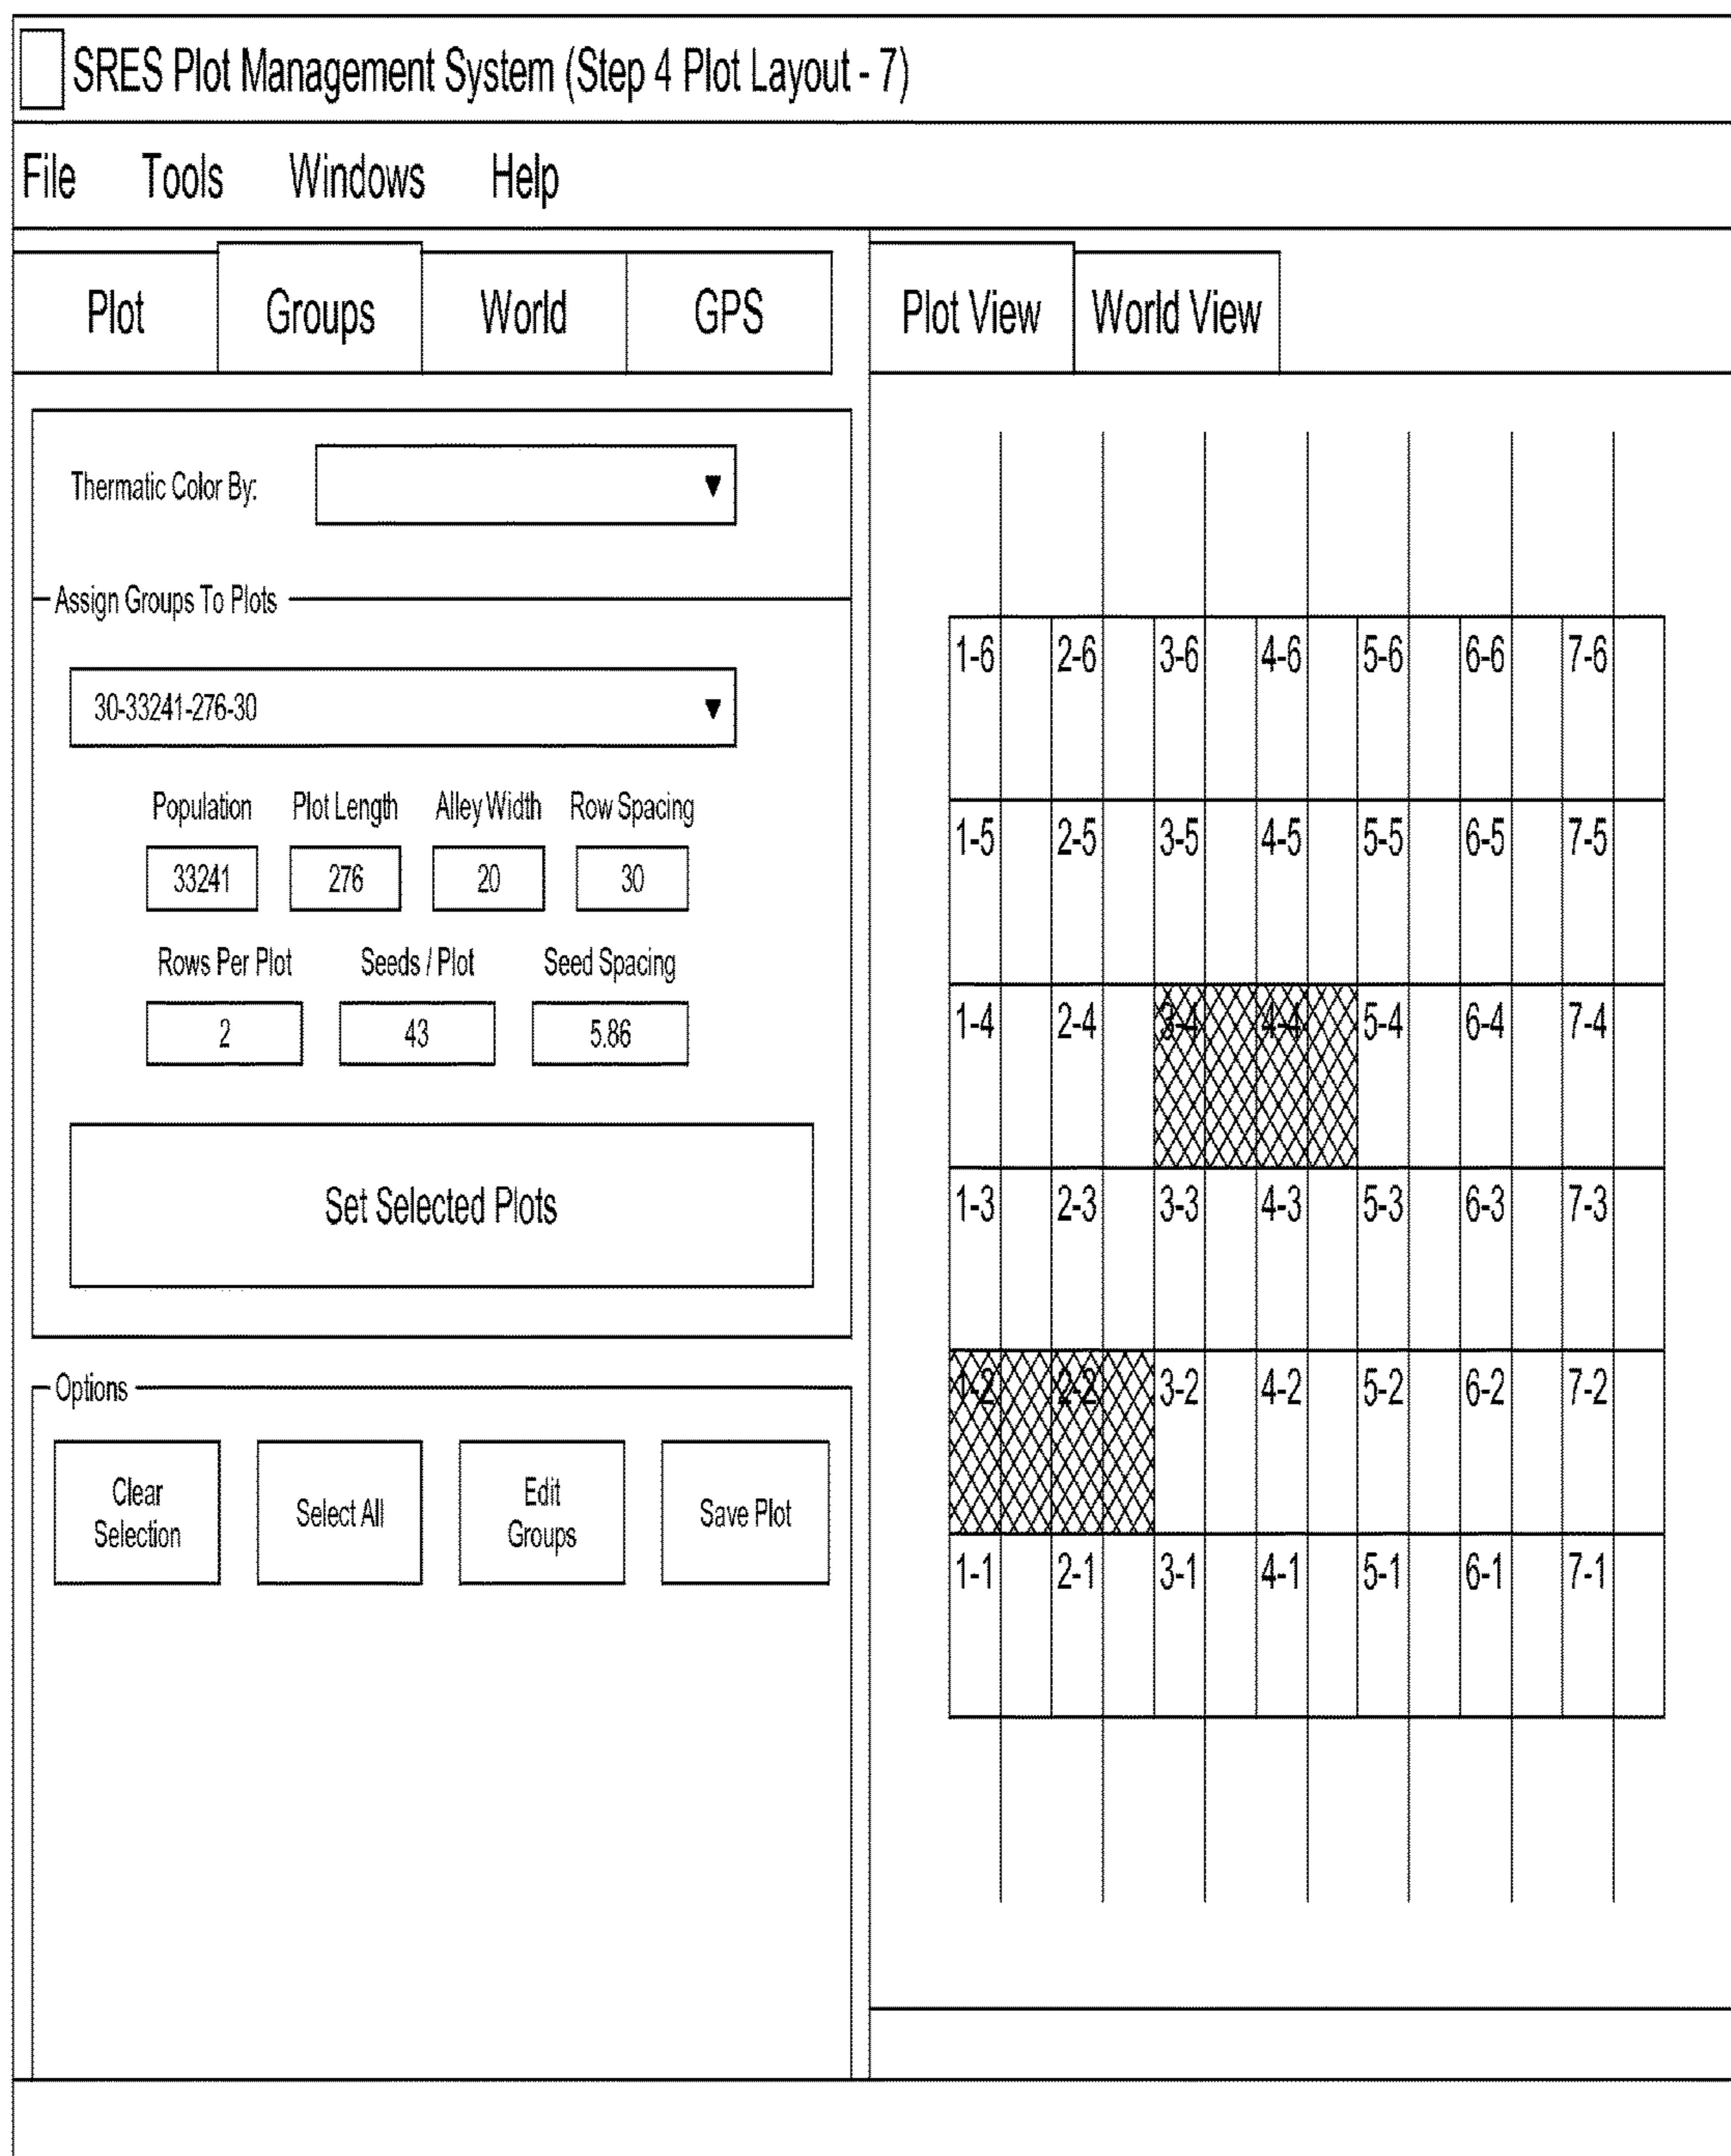 SRES Plot Management System (Step 4 Plot Layout - 7)
File Tools Windows Help
Plot Groups World GPS
Thermatic Color By:
Assign Groups To Plots
30-33241-276-30
Population Plot Length Alley Width Row Spacing
33241 276 20 30
Rows Per Plot Seeds / Plot Seed Spacing
2 43 5.86
Set Selected Plots
Options
Clear
Selection
Select All
Edit
Groups
Save Plot
Plot View World View
1-6 2-6 3-6 4-6 5-6 6-6 7-6
1-5 2-5 3-5 4-5 5-5 6-5 7-5
1-4 2-4 3-4 4-4 5-4 6-4 7-4
1-3 2-3 3-3 4-3 5-3 6-3 7-3
1-2 2-2 3-2 4-2 5-2 6-2 7-2
1-1 2-1 3-1 4-1 5-1 6-1 7-1